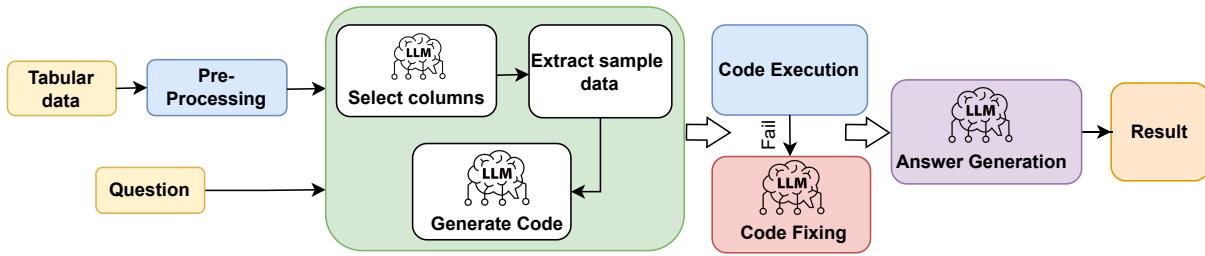 Tabular
data
Pre-
Processing
Question
LLM
Select columns
Extract sample
data
LLM
Generate Code
Code Execution
Fail
LLM
Code Fixing
LLM
Answer Generation
Result